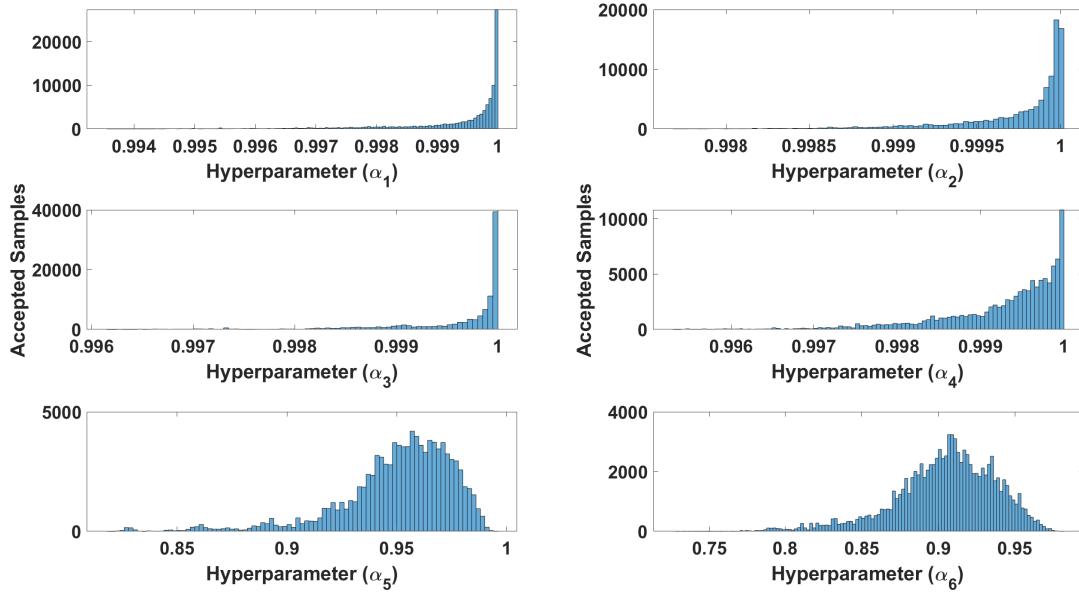 20000
10000
0
0.994 0.995 0.996 0.997 0.998 0.999 1
Hyperparameter (α1)
20000
10000
0
0.998 0.9985 0.999 0.9995 1
Hyperparameter (α2)
Accepted Samples
40000
20000
0
0.996 0.997 0.998 0.999 1
Hyperparameter (α3)
Accepted Samples
10000
5000
0
0.996 0.997 0.998 0.999 1
Hyperparameter (α4)
5000
0
0.85 0.9 0.95 1
Hyperparameter (α5)
4000
2000
0
0.75 0.8 0.85 0.9 0.95
Hyperparameter (α6)